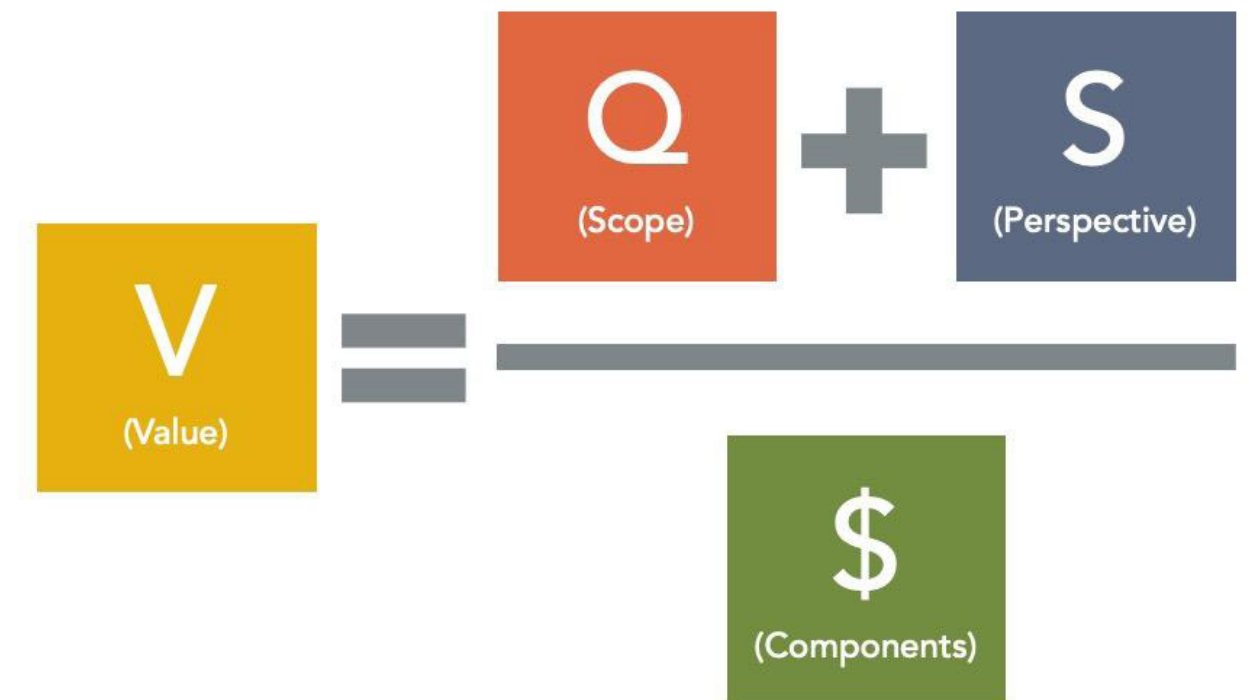 Q
(Scope)
+
S
(Perspective)
V
(Value)
=
$
(Components)